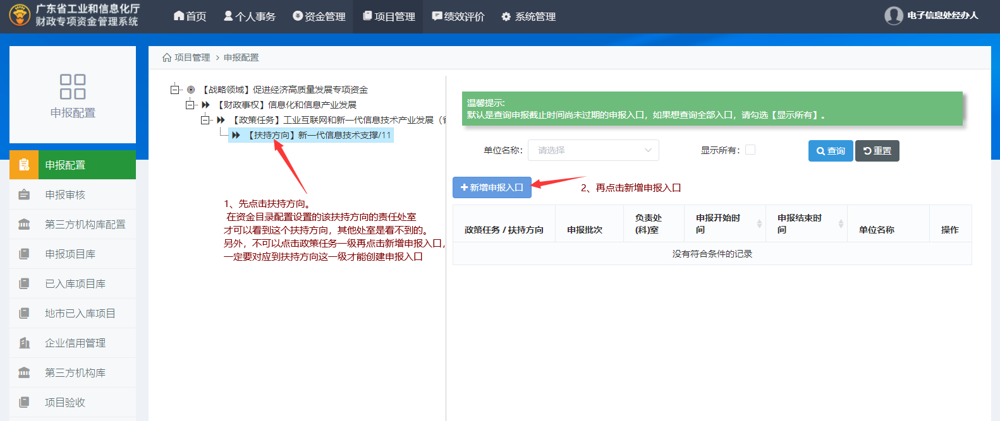 广东省工业和信息化厅
财政专项资金管理系统
首页
个人事务
资金管理
项目管理
绩效评价
系统管理
电子信息处经办人
申报配置
申报配置
申报审核
第三方机构库配置
申报项目库
已入库项目库
地市已入库项目
企业信用管理
第三方机构库
项目验收
项目管理 > 申报配置
【战略领域】促进经济高质量发展专项资金
【财政事权】信息化和信息产业发展
【政策任务】工业互联网和新一代信息技术产业发展（
【扶持方向】新一代信息技术支撑/11
1、先点击扶持方向。
在资金目录配置设置的该扶持方向的责任处室
才可以看到这个扶持方向，其他处室是看不到的。
另外，不可以点击政策任务一级再点击新增申报入口，
一定要对应到扶持方向这一级才能创建申报入口
温馨提示:
默认是查询申报截止时间尚未过期的申报入口，如果想查询全部入口，请勾选【显示所有】。
单位名称：
请选择
显示所有：
查询
重置
新增申报入口
2、再点击新增申报入口
政策任务 / 扶持方向
申报批次
负责处
(科)室
申报开始时
间
申报结束时
间
单位名称
操作
没有符合条件的记录